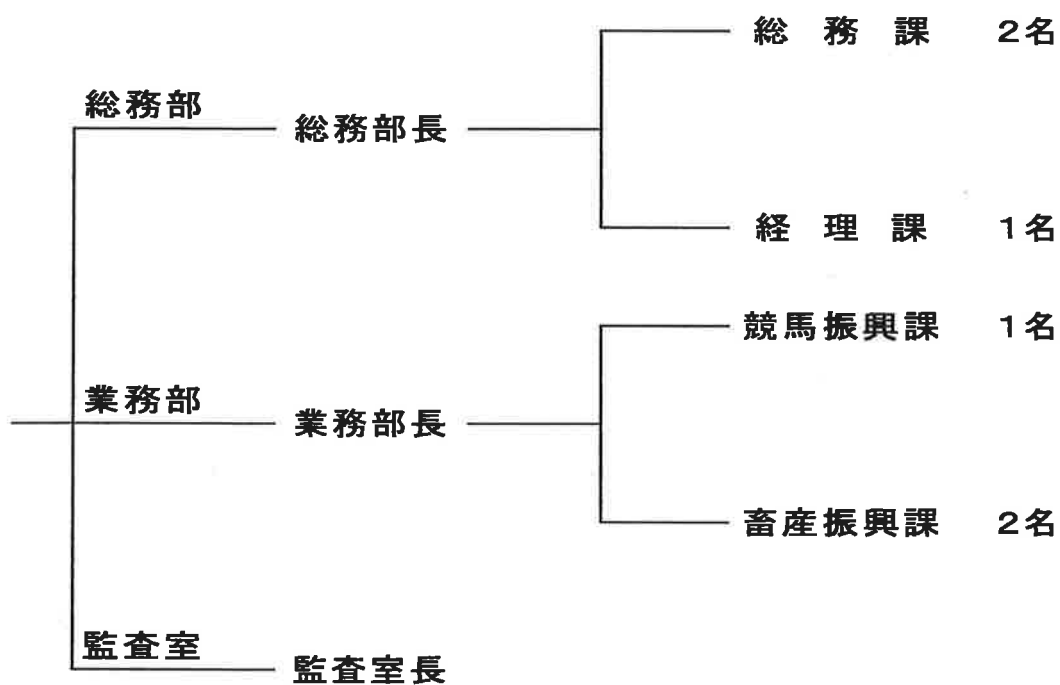 総務課 2名
総務部
総務部長
経理課 1名
競馬振興課 1名
業務部
業務部長
畜産振興課 2名
監査室
監査室長